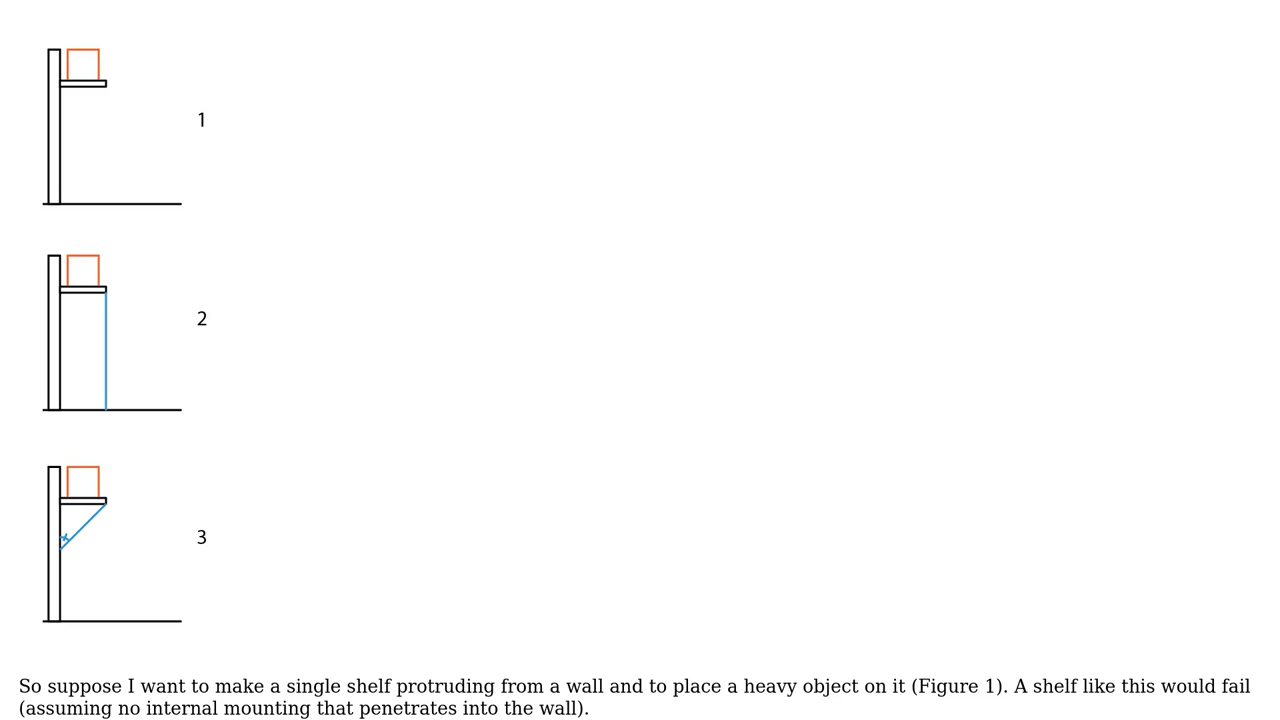 1
2
3
So suppose I want to make a single shelf protruding from a wall and to place a heavy object on it (Figure 1). A shelf like this would fail
(assuming no internal mounting that penetrates into the wall).